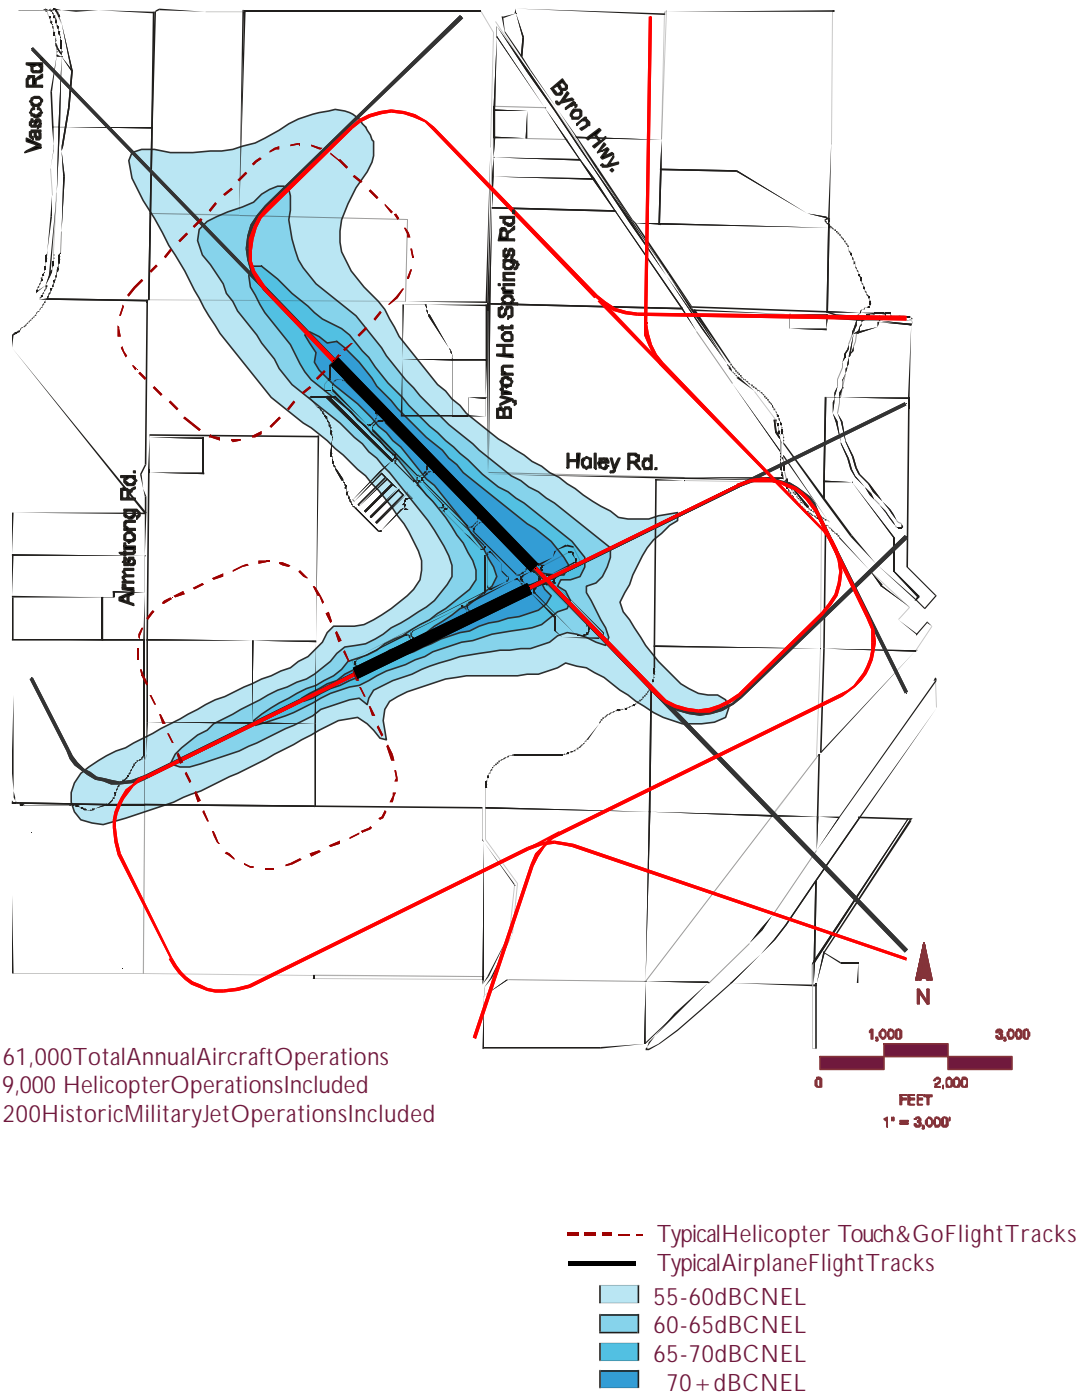 Vasco Rd
Byron Hwy.
Byron Hot Springs Rd.
Holey Rd.
Armstrong Rd.
N
1,000 3,000
0 2,000
FEET
1" = 3,000'
61,000TotalAnnualAircraftOperations
9,000 HelicopterOperationsIncluded
200HistoricMilitaryJetOperationsIncluded
TypicalHelicopter Touch&GoFlightTracks
TypicalAirplaneFlightTracks
55-60dBCNEL
60-65dBCNEL
65-70dBCNEL
70+dBCNEL